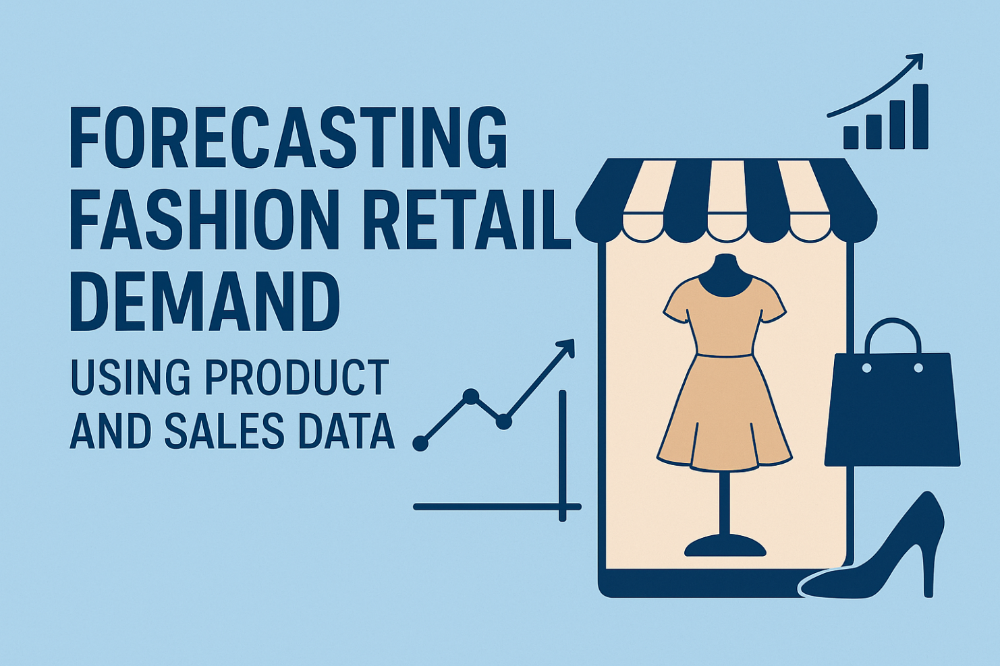 FORECASTING
FASHION RETAIL
DEMAND
USING PRODUCT
AND SALES DATA